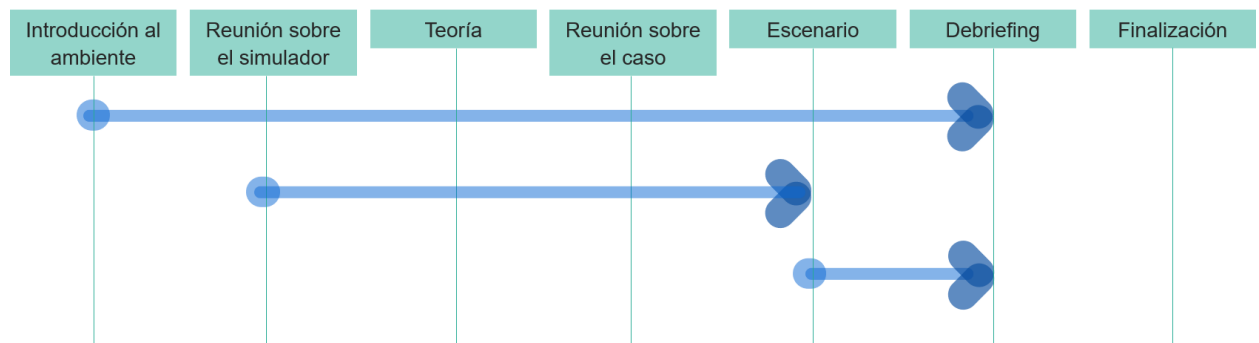 Introducción al
ambiente
Reunión sobre
el simulador
Teoría
Reunión sobre
el caso
Escenario
Debriefing
Finalización